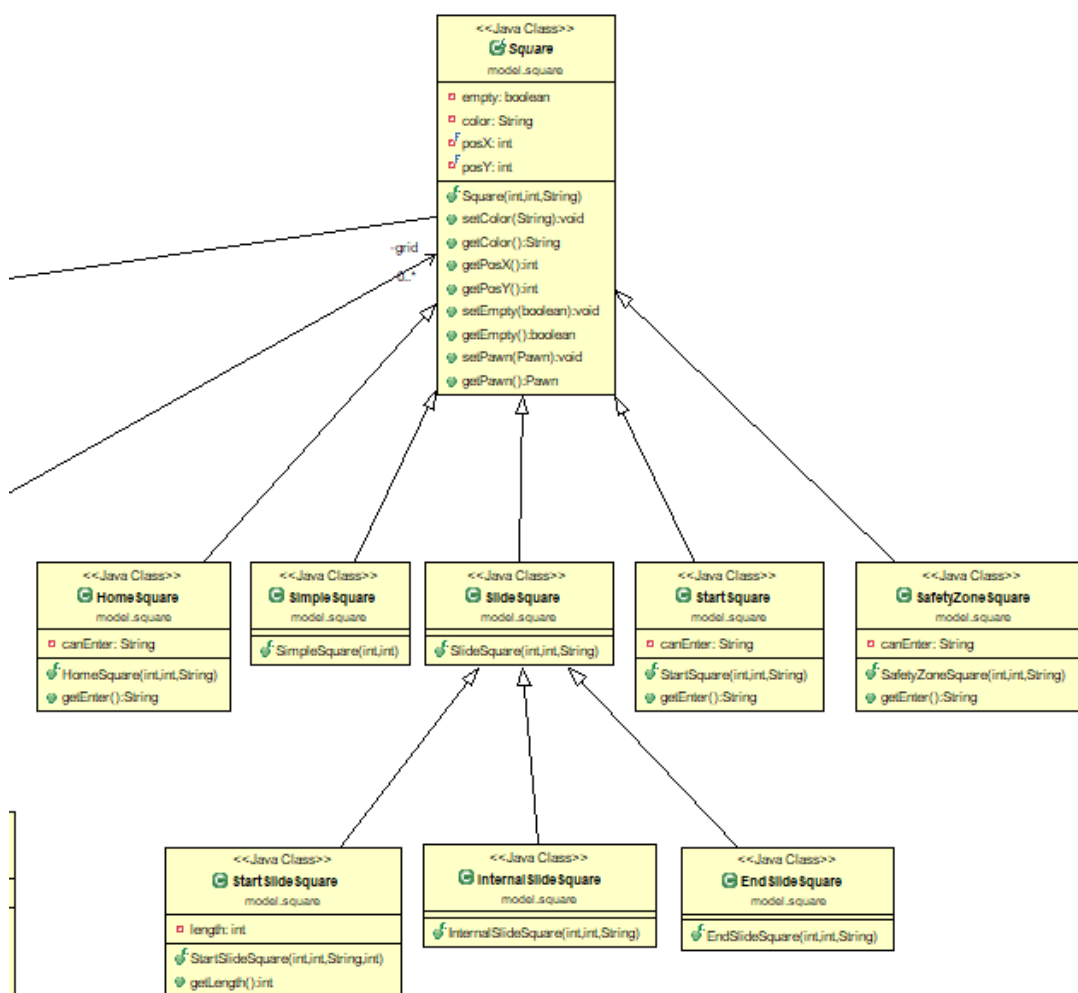 <<Java Class>>
Square
model.square
empty: boolean
color: String
posX: int
posY: int
Square(int,int,String)
setColor(String):void
getColor():String
getPosX():int
getPosY():int
setEmpty(boolean):void
getEmpty():boolean
setPawn(Pawn):void
getPawn():Pawn
-grid
0..*
<<Java Class>>
HomeSquare
model.square
canEnter: String
HomeSquare(int,int,String)
getEnter():String
<<Java Class>>
SimpleSquare
model.square
SimpleSquare(int,int)
<<Java Class>>
SlideSquare
model.square
SlideSquare(int,int,String)
<<Java Class>>
StartSquare
model.square
canEnter: String
StartSquare(int,int,String)
getEnter():String
<<Java Class>>
SafetyZoneSquare
model.square
canEnter: String
SafetyZoneSquare(int,int,String)
getEnter():String
<<Java Class>>
StartSlideSquare
model.square
length: int
StartSlideSquare(int,int,String,int)
getLength():int
<<Java Class>>
InternalSlideSquare
model.square
InternalSlideSquare(int,int,String)
<<Java Class>>
EndSlideSquare
model.square
EndSlideSquare(int,int,String)